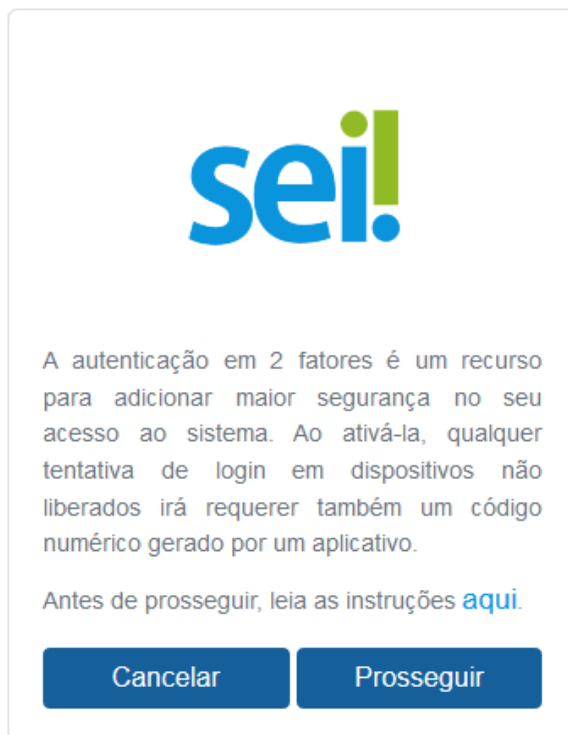 sei!
A autenticação em 2 fatores é um recurso
para adicionar maior segurança no seu
acesso ao sistema. Ao ativá-la, qualquer
tentativa de login em dispositivos não
liberados irá requerer também um código
numérico gerado por um aplicativo.
Antes de prosseguir, leia as instruções aqui.
Cancelar Prosseguir